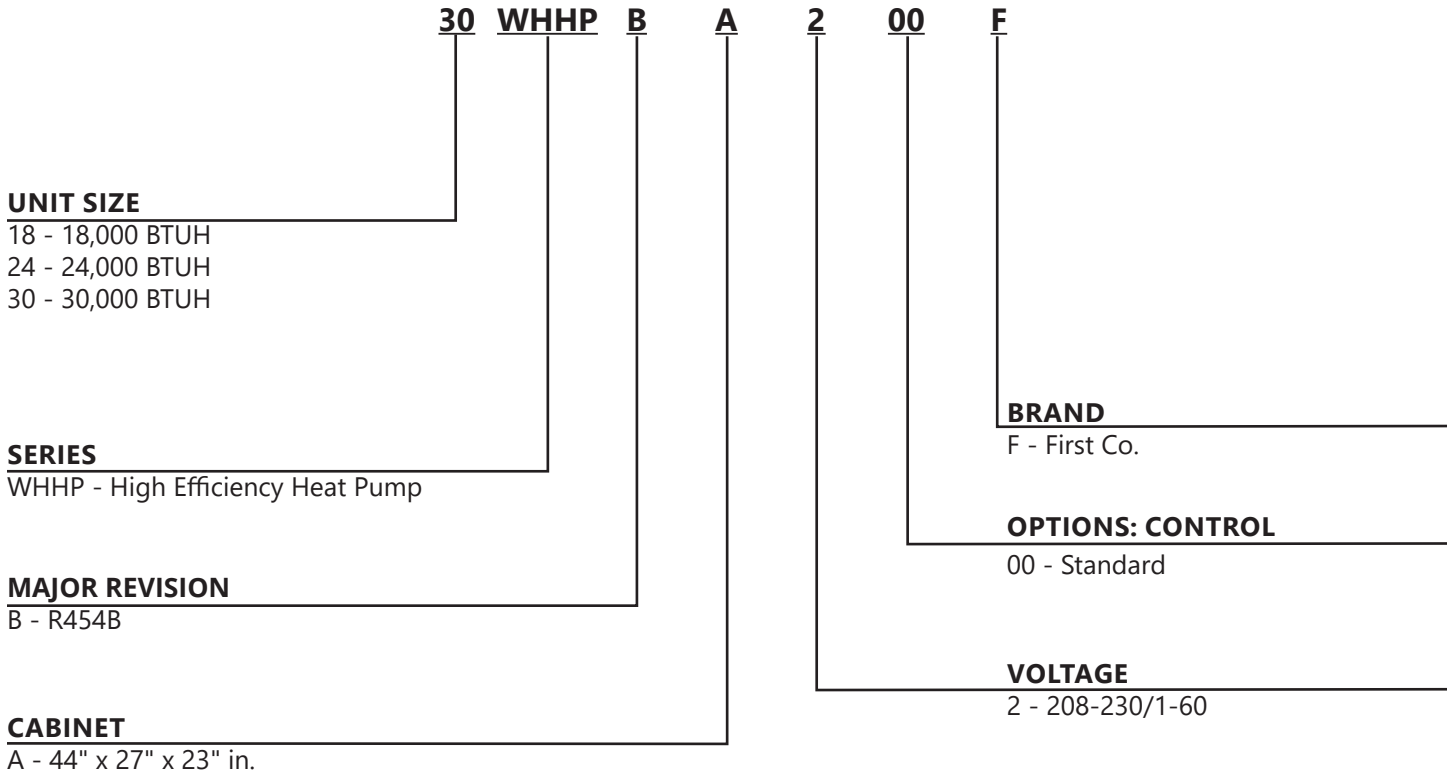 30 WHHP B A 2 00 F
UNIT SIZE
18 - 18,000 BTUH
24 - 24,000 BTUH
30 - 30,000 BTUH
SERIES
WHHP - High Efficiency Heat Pump
MAJOR REVISION
B - R454B
CABINET
A - 44" x 27" x 23" in.
BRAND
F - First Co.
OPTIONS: CONTROL
00 - Standard
VOLTAGE
2 - 208-230/1-60